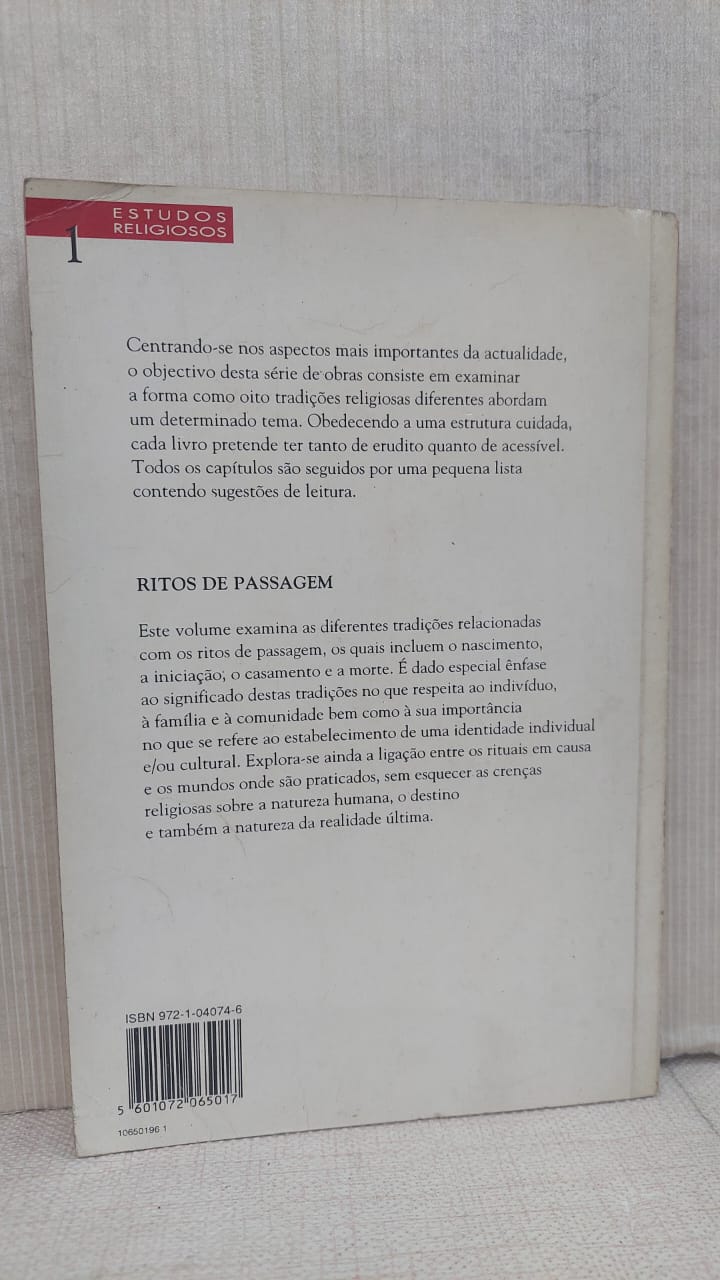 ESTUDOS
RELIGIOSOS
1
Centrando-se nos aspectos mais importantes da actualidade,
o objectivo desta série de obras consiste em examinar
a forma como oito tradições religiosas diferentes abordam
um determinado tema. Obedecendo a uma estrutura cuidada,
cada livro pretende ter tanto de erudito quanto de acessível.
Todos os capítulos são seguidos por uma pequena lista
contendo sugestões de leitura.
RITOS DE PASSAGEM
Este volume examina as diferentes tradições relacionadas
com os ritos de passagem, os quais incluem o nascimento,
a iniciação, o casamento e a morte. É dado especial ênfase
ao significado destas tradições no que respeita ao indivíduo,
à família e à comunidade bem como à sua importância
no que se refere ao estabelecimento de uma identidade individual
e/ou cultural. Explora-se ainda a ligação entre os rituais em causa
e os mundos onde são praticados, sem esquecer as crenças
religiosas sobre a natureza humana, o destino
e também a natureza da realidade última.
ISBN 972-1-04074-6
5 601072 065017
10650196 1